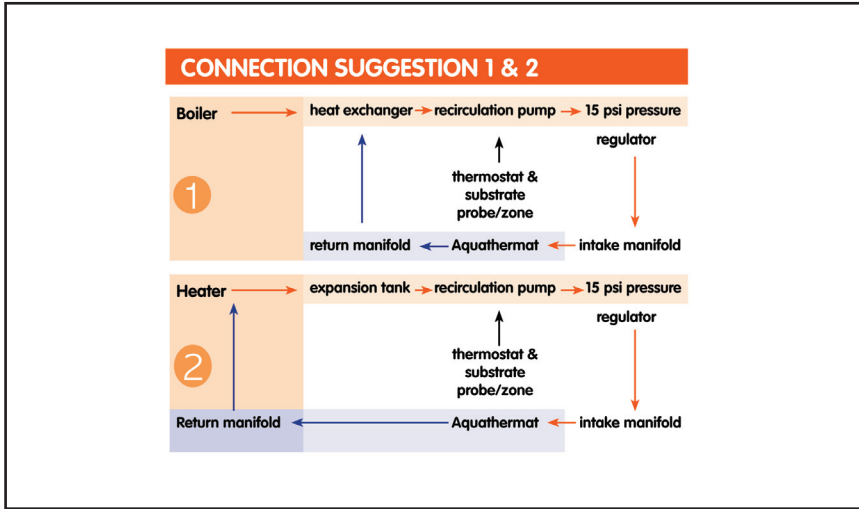 CONNECTION SUGGESTION 1 & 2
Boiler heat exchanger recirculation pump 15 psi pressure
regulator
1
thermostat &
substrate
probe/zone
return manifold Aquathermat intake manifold
Heater expansion tank recirculation pump 15 psi pressure
regulator
2
thermostat &
substrate
probe/zone
Return manifold Aquathermat intake manifold